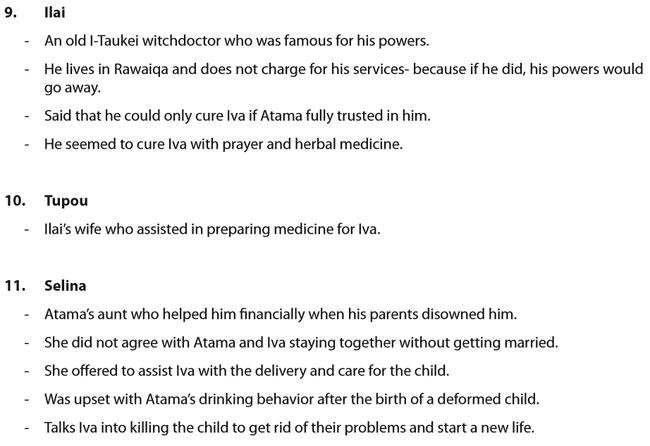 9. Ilai
- An old I-Taukei witchdoctor who was famous for his powers.
- He lives in Rawaiqa and does not charge for his services- because if he did, his powers would
go away.
- Said that he could only cure Iva if Atama fully trusted in him.
- He seemed to cure Iva with prayer and herbal medicine.
10. Tupou
- Ilai's wife who assisted in preparing medicine for Iva.
11. Selina
- Atama's aunt who helped him financially when his parents disowned him.
- She did not agree with Atama and Iva staying together without getting married.
- She offered to assist Iva with the delivery and care for the child.
- Was upset with Atama's drinking behavior after the birth of a deformed child.
- Talks Iva into killing the child to get rid of their problems and start a new life.